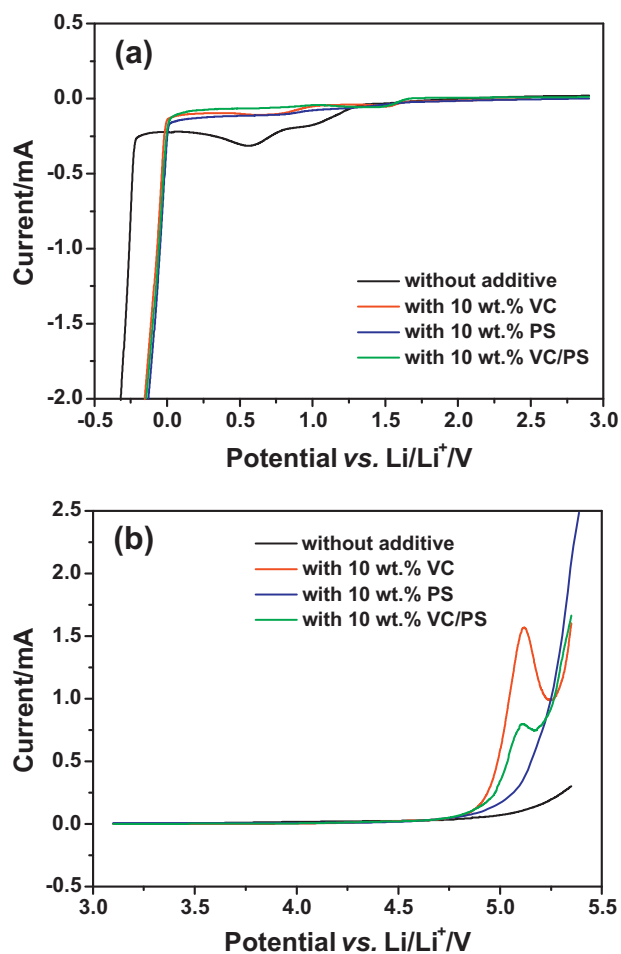 (a)
0.5
0.0
-0.5
-1.0
-1.5
-2.0
Current/mA
without additive
with 10 wt.% VC
with 10 wt.% PS
with 10 wt.% VC/PS
-0.5 0.0 0.5 1.0 1.5 2.0 2.5 3.0
Potential vs. Li/Li⁺/V
(b)
2.5
2.0
1.5
1.0
0.5
0.0
-0.5
Current/mA
without additive
with 10 wt.% VC
with 10 wt.% PS
with 10 wt.% VC/PS
3.0 3.5 4.0 4.5 5.0 5.5
Potential vs. Li/Li⁺/V